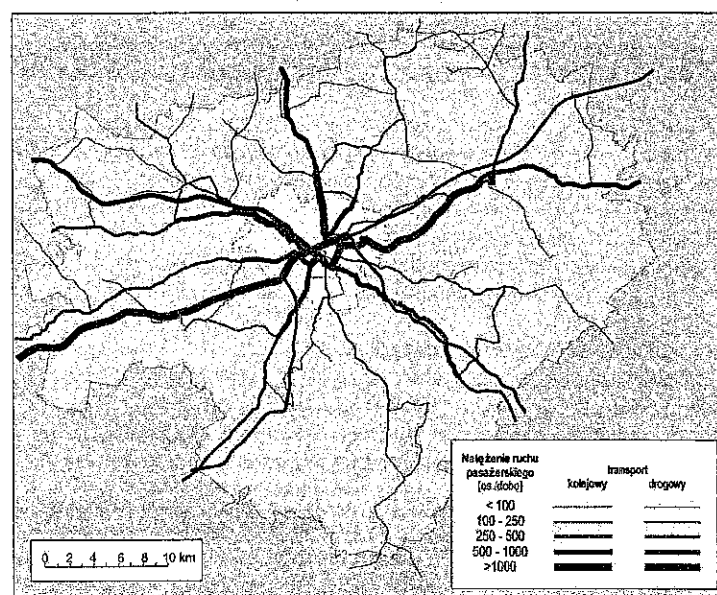 Natężenie ruchu
pasażerskiego
[os./dobę]
transport
kolejowy drogowy
< 100
100 - 250
250 - 500
500 - 1000
>1000
0 2 4 6 8 10 km